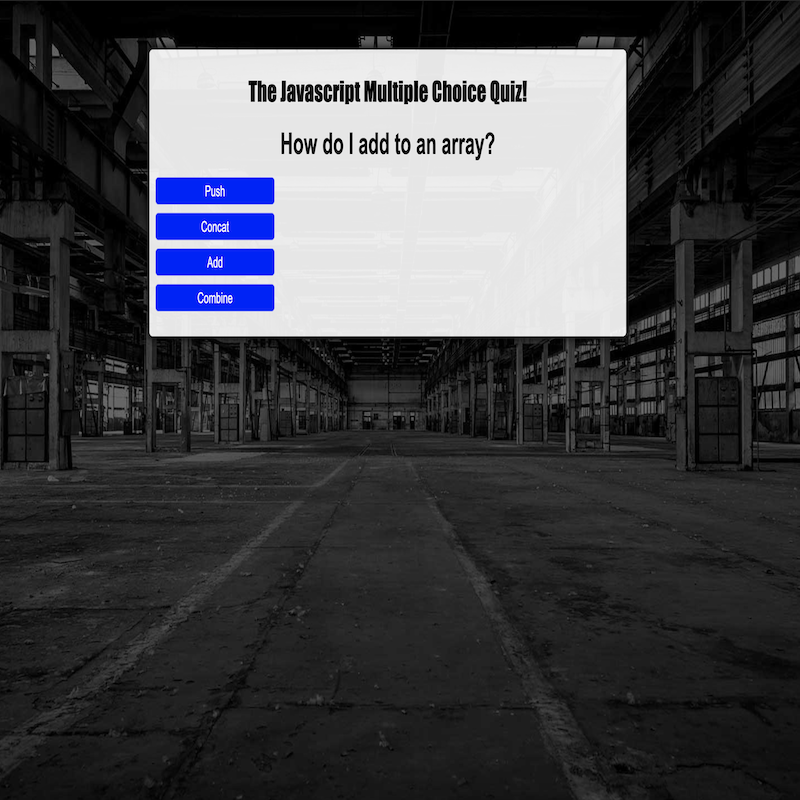 The Javascript Multiple Choice Quiz!
How do I add to an array?
Push
Concat
Add
Combine